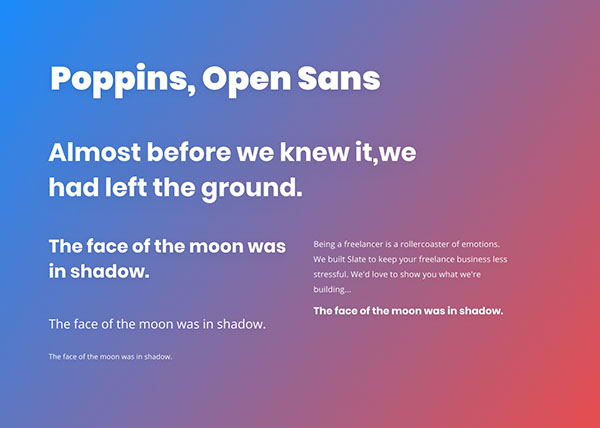 Poppins, Open Sans
Almost before we knew it,we
had left the ground.
The face of the moon was
in shadow.
The face of the moon was in shadow.
The face of the moon was in shadow.
Being a freelancer is a rollercoaster of emotions.
We built Slate to keep your freelance business less
stressful. We'd love to show you what we're
building...
The face of the moon was in shadow.